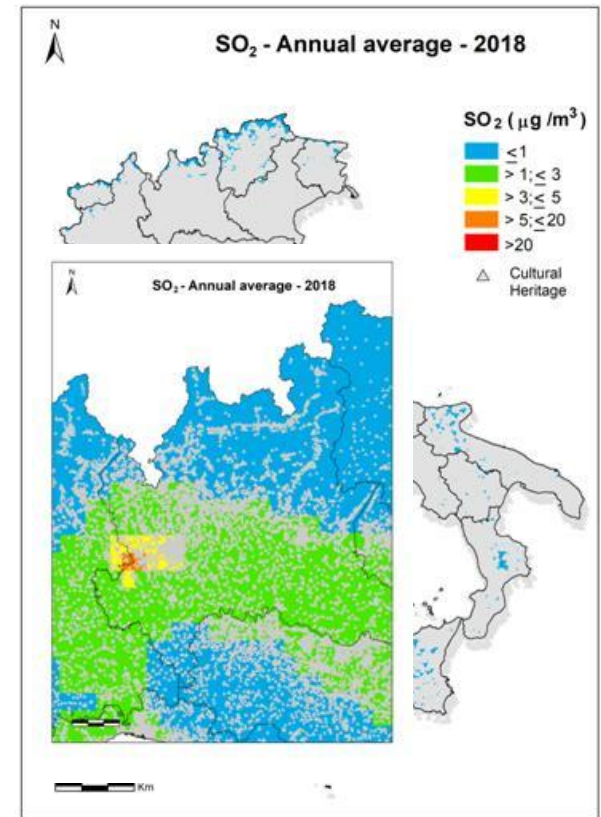 N
SO₂ - Annual average - 2018
SO₂ ( µg /m³)
≤1
> 1;≤ 3
> 3;≤ 5
> 5;≤20
>20
Cultural
Heritage
N
SO₂ - Annual average - 2018
Km